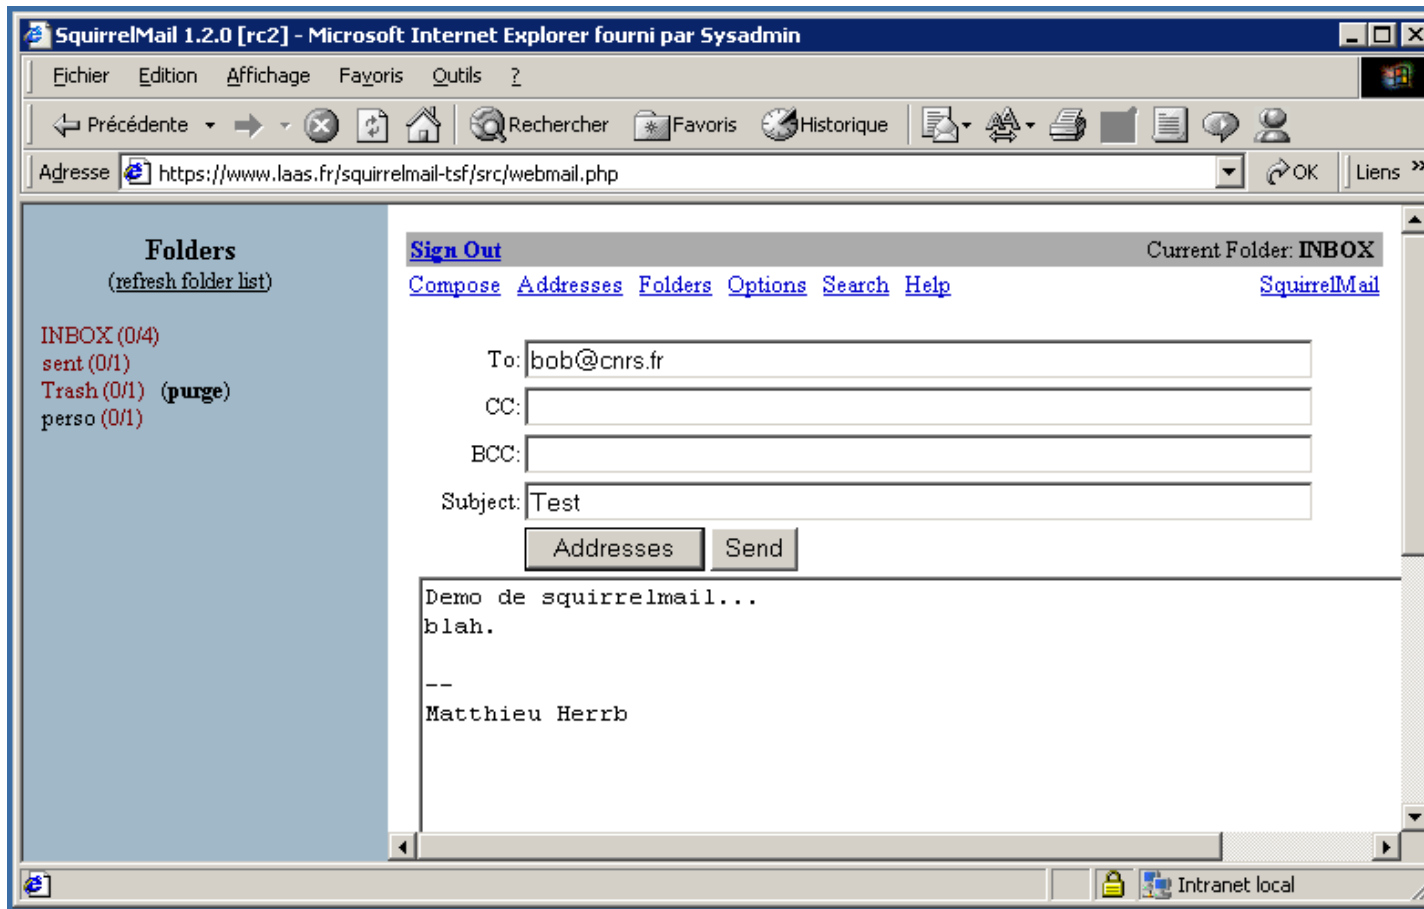 SquirrelMail 1.2.0 [rc2] - Microsoft Internet Explorer fourni par Sysadmin
Fichier Edition Affichage Favoris Outils ?
Précédente Rechercher Favoris Historique
Adresse https://www.laas.fr/squirrelmail-tsf/src/webmail.php OK Liens »
Folders
(refresh folder list)
INBOX (0/4)
sent (0/1)
Trash (0/1) (purge)
perso (0/1)
Sign Out Current Folder: INBOX
Compose Addresses Folders Options Search Help SquirrelMail
To: bob@cnrs.fr
CC:
BCC:
Subject: Test
Addresses Send
Demo de squirrelmail...
blah.
--
Matthieu Herrb
Intranet local